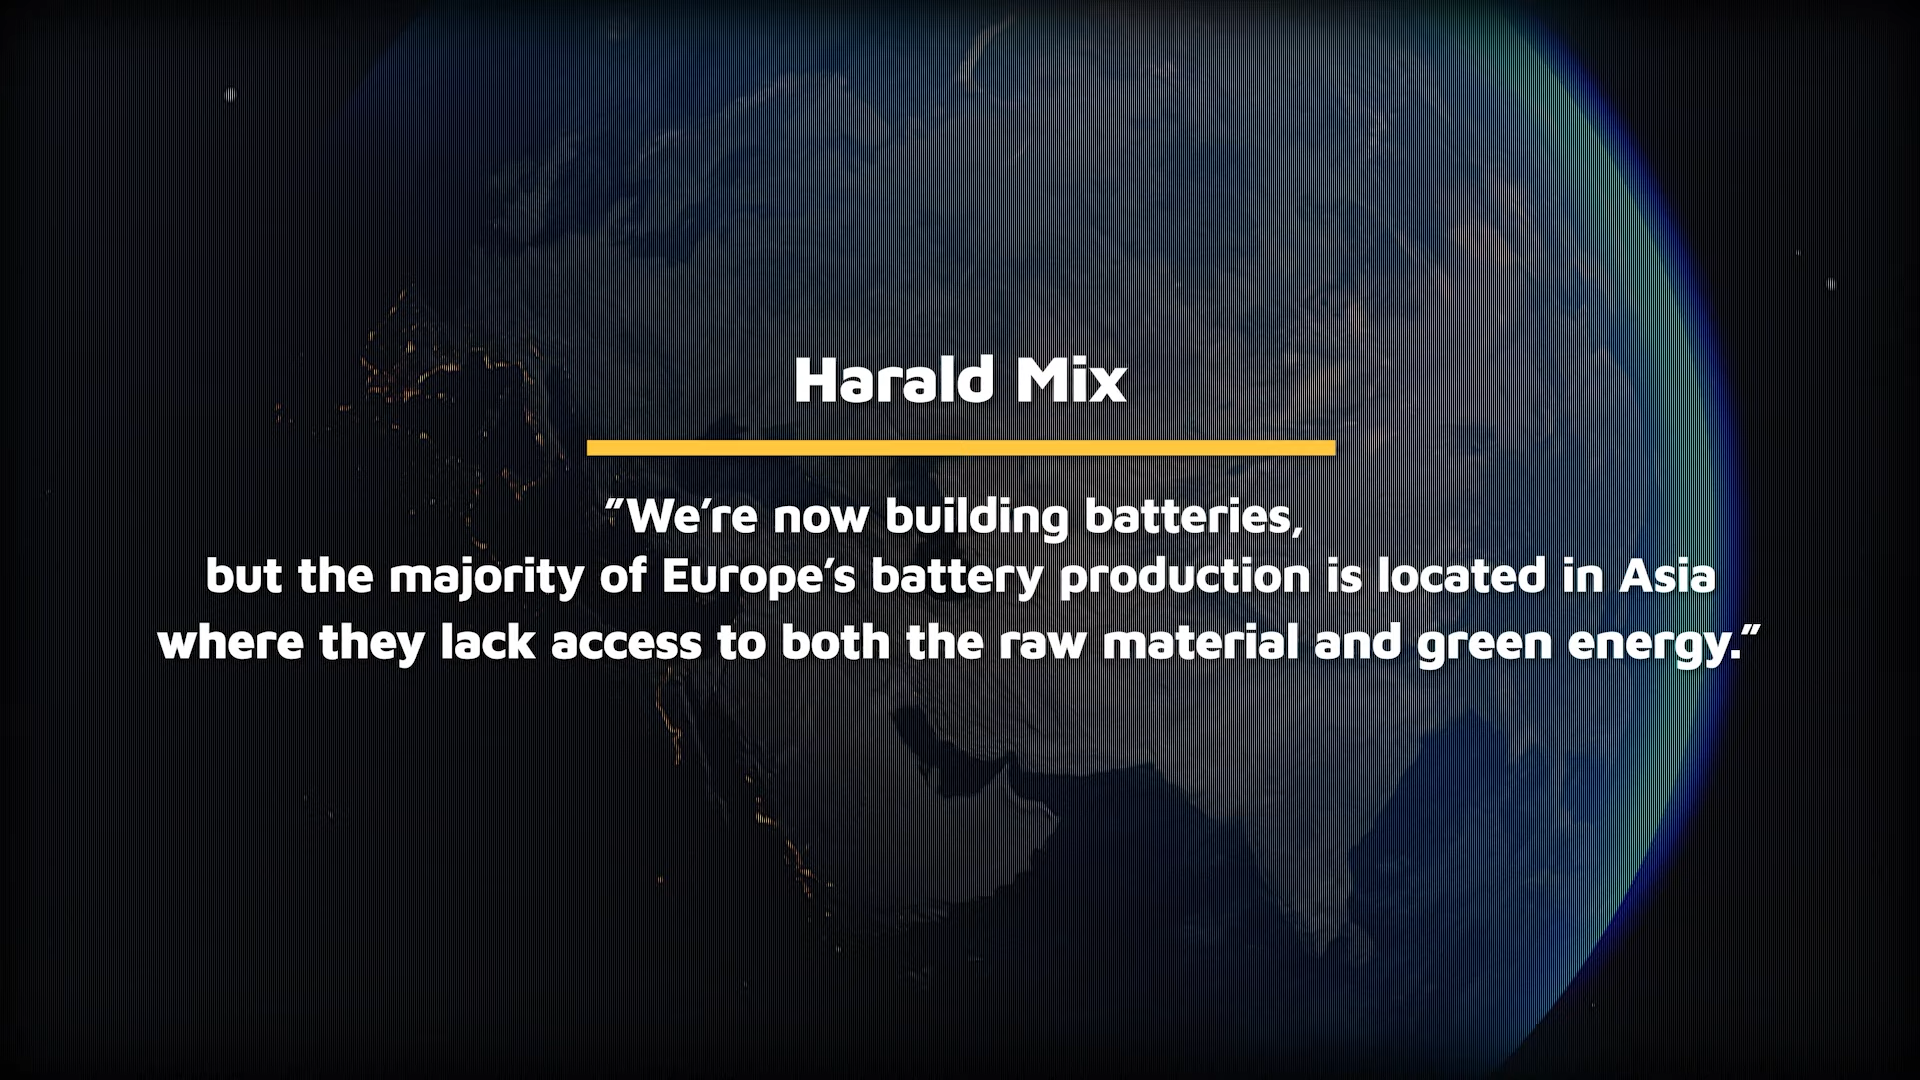 Harald Mix
"We're now building batteries,
but the majority of Europe's battery production is located in Asia
where they lack access to both the raw material and green energy."